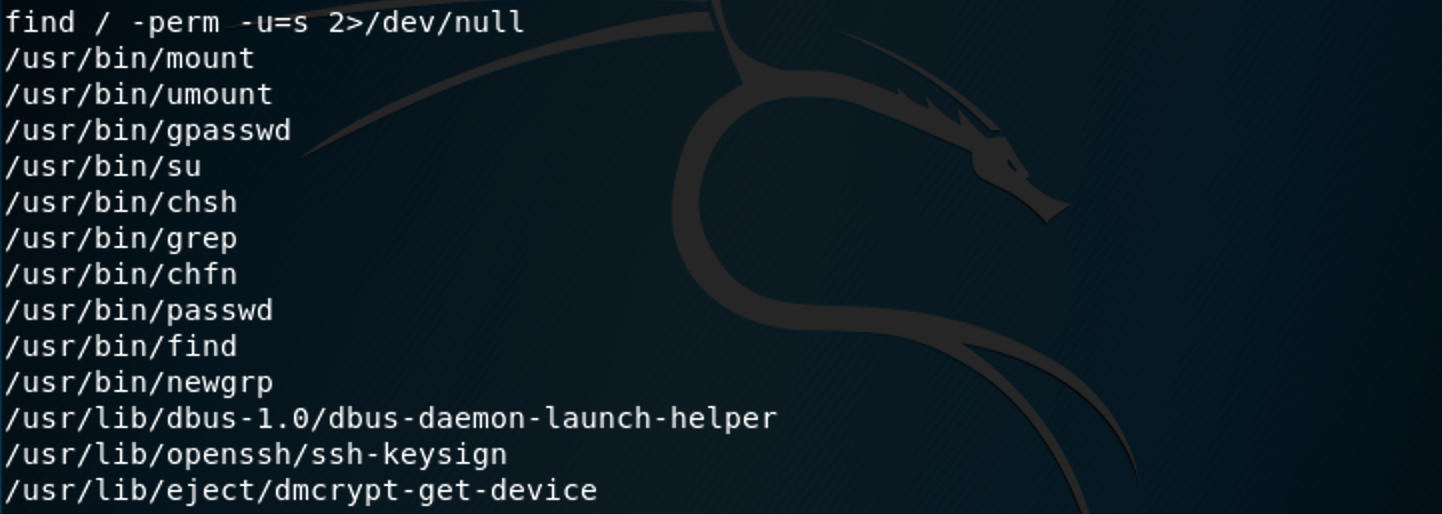 find / -perm -u=s 2>/dev/null
/usr/bin/mount
/usr/bin/umount
/usr/bin/gpasswd
/usr/bin/su
/usr/bin/chsh
/usr/bin/grep
/usr/bin/chfn
/usr/bin/passwd
/usr/bin/find
/usr/bin/newgrp
/usr/lib/dbus-1.0/dbus-daemon-launch-helper
/usr/lib/openssh/ssh-keysign
/usr/lib/eject/dmcrypt-get-device